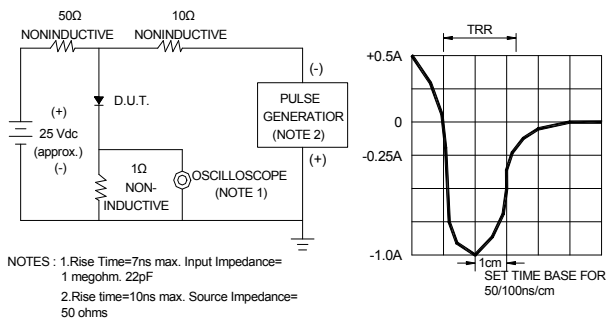 50Ω
NONINDUCTIVE
10Ω
NONINDUCTIVE
(+)
25 Vdc
(approx.)
(-)
D.U.T.
1Ω
NON-
INDUCTIVE
OSCILLOSCOPE
(NOTE 1)
(-)
PULSE
GENERATIOR
(NOTE 2)
(+)
NOTES : 1.Rise Time=7ns max. Input Impedance=
1 megohm. 22pF
2.Rise time=10ns max. Source Impedance=
50 ohms
TRR
+0.5A
0
-0.25A
-1.0A
1cm
SET TIME BASE FOR
50/100ns/cm